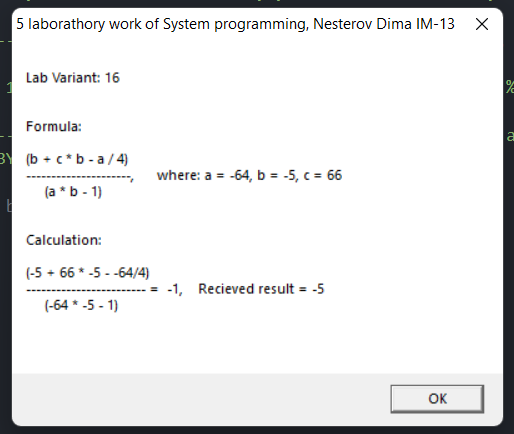 5 laborathory work of System programming, Nesterov Dima IM-13
Lab Variant: 16
Formula:
(b + c * b - a / 4)
----------------------, where: a = -64, b = -5, c = 66
(a * b - 1)
Calculation:
(-5 + 66 * -5 - -64/4)
------------------------- = -1, Recieved result = -5
(-64 * -5 - 1)
OK